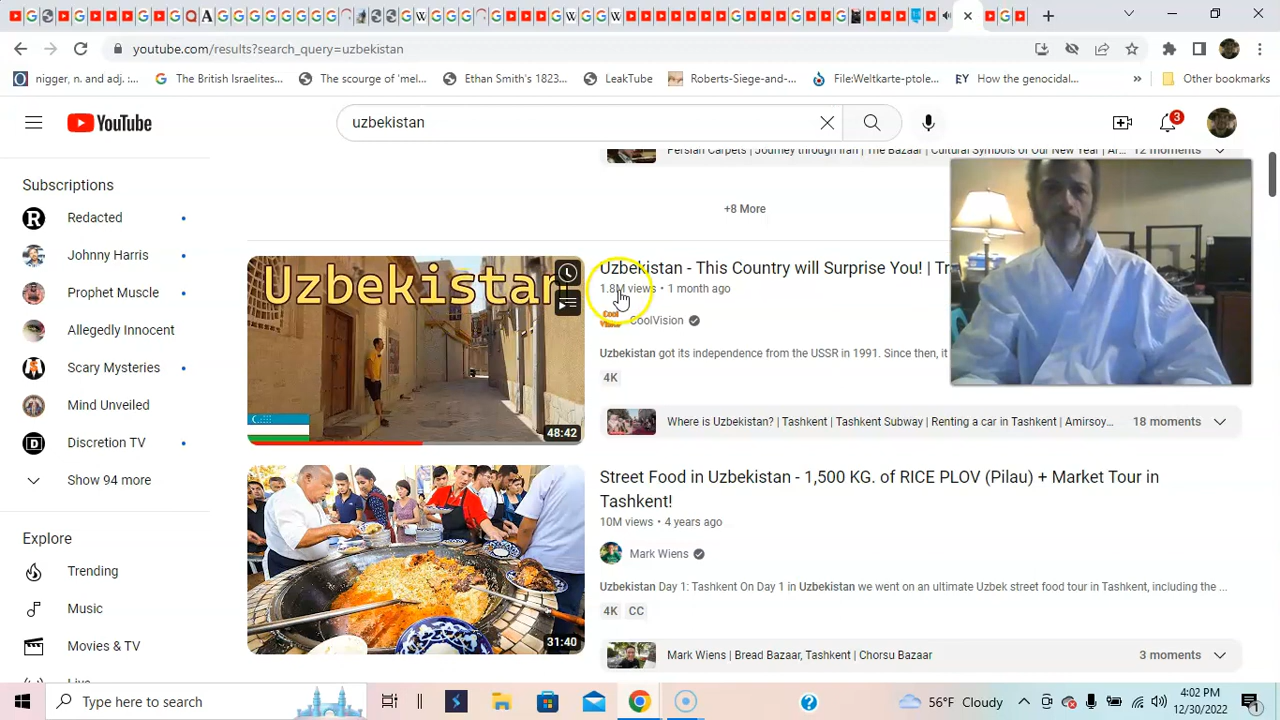 youtube.com/results?search_query=uzbekistan
nigger, n. and adj. :...
The British Israelites...
The scourge of 'mel...
Ethan Smith's 1823...
LeakTube
Roberts-Siege-and-...
File:Weltkarte-ptole...
EY
How the genocidal...
»
Other bookmarks
YouTube
uzbekistan
3
Persian Carpets | Journey through Iran | The Bazaar | Cultural Symbols of Our New Year | Ar...
12 moments
+8 More
Subscriptions
Redacted
Johnny Harris
Prophet Muscle
Allegedly Innocent
Scary Mysteries
Mind Unveiled
Discretion TV
Show 94 more
Explore
Trending
Music
Movies & TV
Live
Uzbekistan
48:42
Uzbekistan - This Country will Surprise You! | Tr
1.8M views • 1 month ago
CoolVision
Uzbekistan got its independence from the USSR in 1991. Since then, it
4K
Where is Uzbekistan? | Tashkent | Tashkent Subway | Renting a car in Tashkent | Amirsoy...
18 moments
31:40
Street Food in Uzbekistan - 1,500 KG. of RICE PLOV (Pilau) + Market Tour in
Tashkent!
10M views • 4 years ago
Mark Wiens
Uzbekistan Day 1: Tashkent On Day 1 in Uzbekistan we went on an ultimate Uzbek street food tour in Tashkent, including the ...
4K CC
Mark Wiens | Bread Bazaar, Tashkent | Chorsu Bazaar
3 moments
Type here to search
56°F Cloudy
4:02 PM
12/30/2022
1